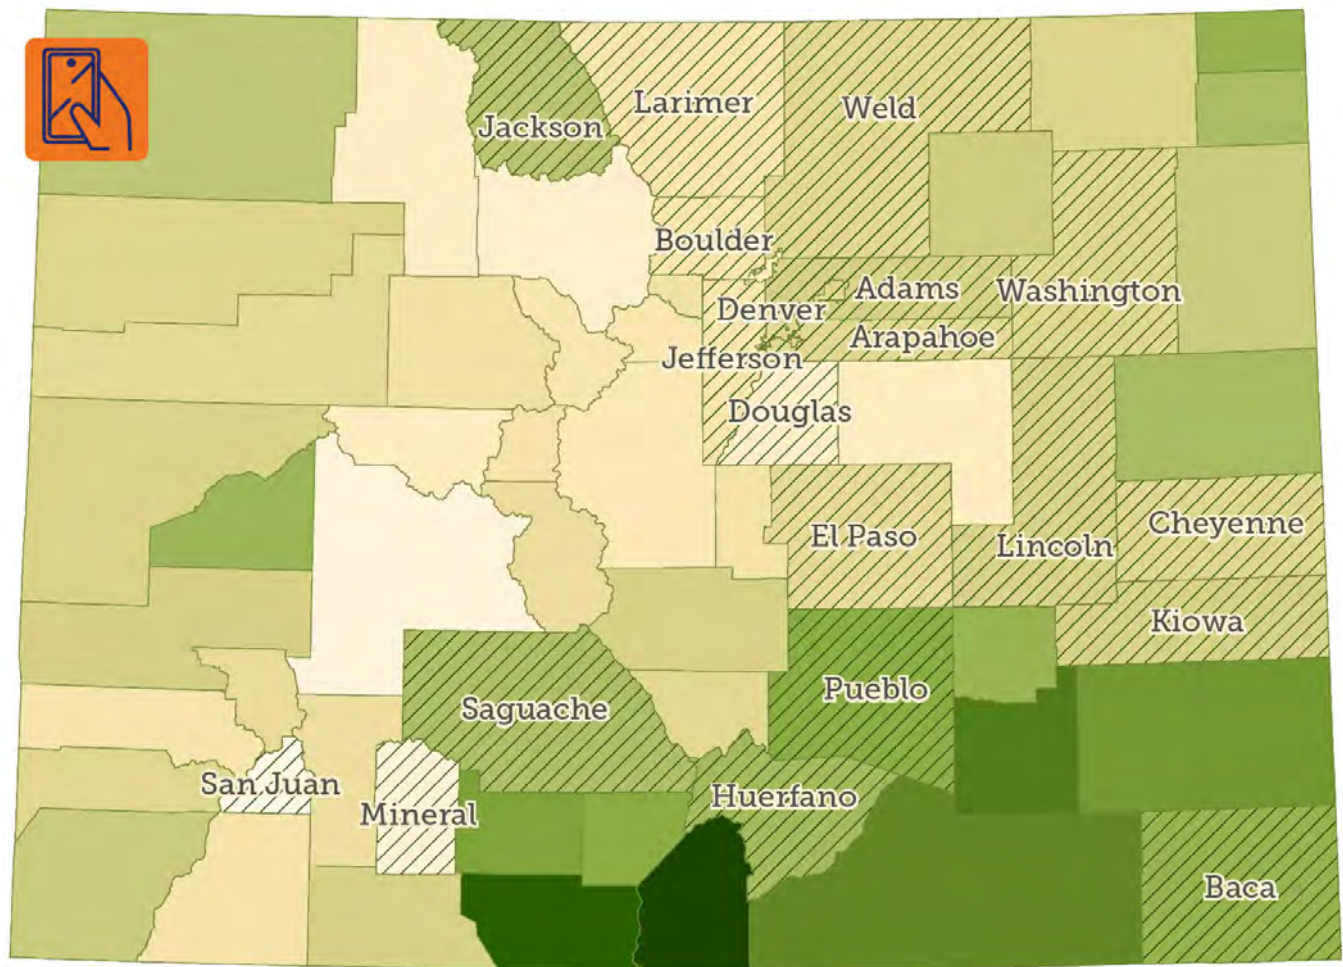 Larimer
Weld
Jackson
Boulder
Adams
Washington
Denver
Arapahoe
Jefferson
Douglas
El Paso
Lincoln
Cheyenne
Kiowa
Pueblo
Saguache
San Juan
Mineral
Huerfano
Baca